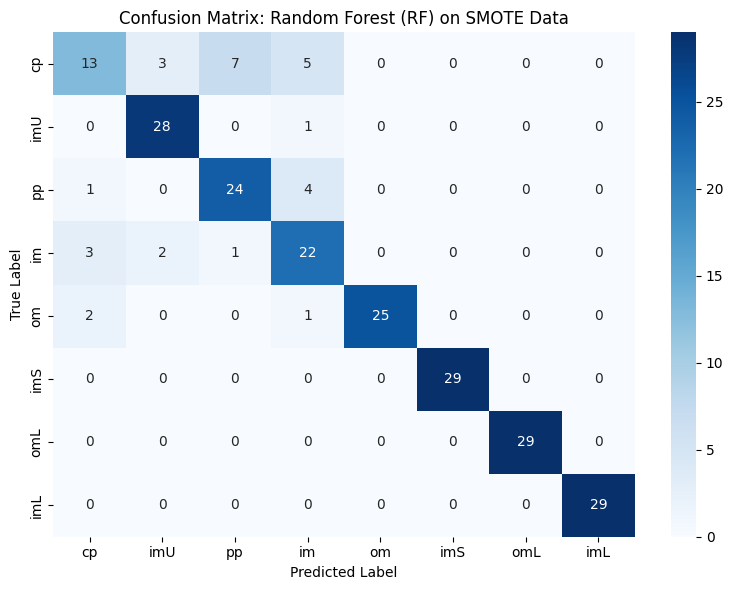 Confusion Matrix: Random Forest (RF) on SMOTE Data
cp 13 3 7 5 0 0 0 0
imU 0 28 0 1 0 0 0 0
pp 1 0 24 4 0 0 0 0
im 3 2 1 22 0 0 0 0
om 2 0 0 1 25 0 0 0
imS 0 0 0 0 0 29 0 0
omL 0 0 0 0 0 0 29 0
imL 0 0 0 0 0 0 0 29
cp imU pp im om imS omL imL
Predicted Label
True Label
25
20
15
10
5
0